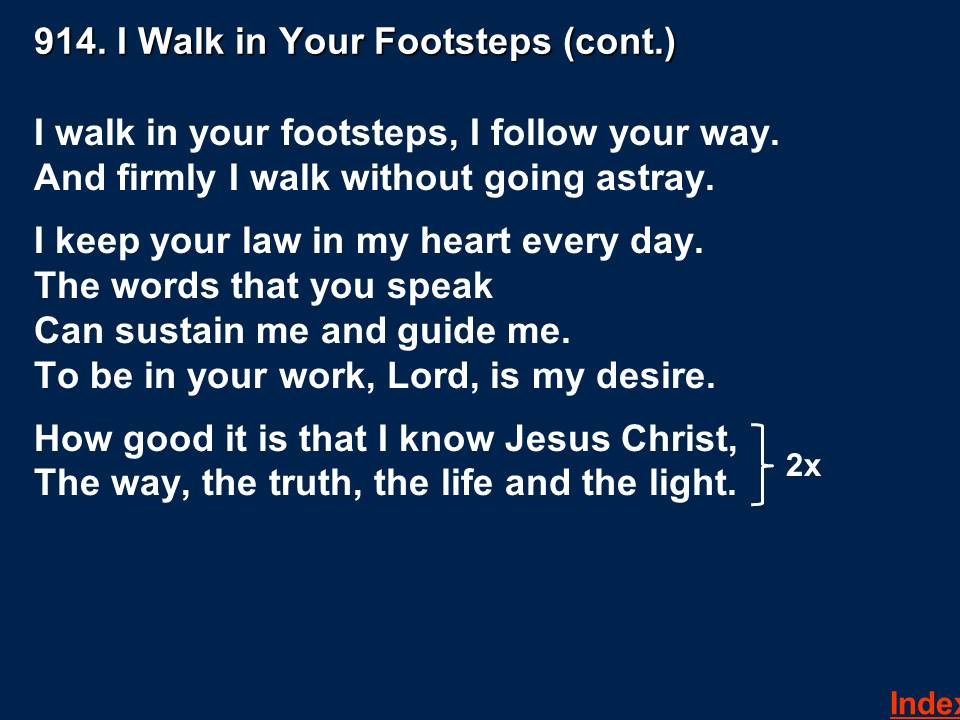 914. I Walk in Your Footsteps (cont.)
I walk in your footsteps, I follow your way.
And firmly I walk without going astray.
I keep your law in my heart every day.
The words that you speak
Can sustain me and guide me.
To be in your work, Lord, is my desire.
How good it is that I know Jesus Christ,
The way, the truth, the life and the light.
2x
Index